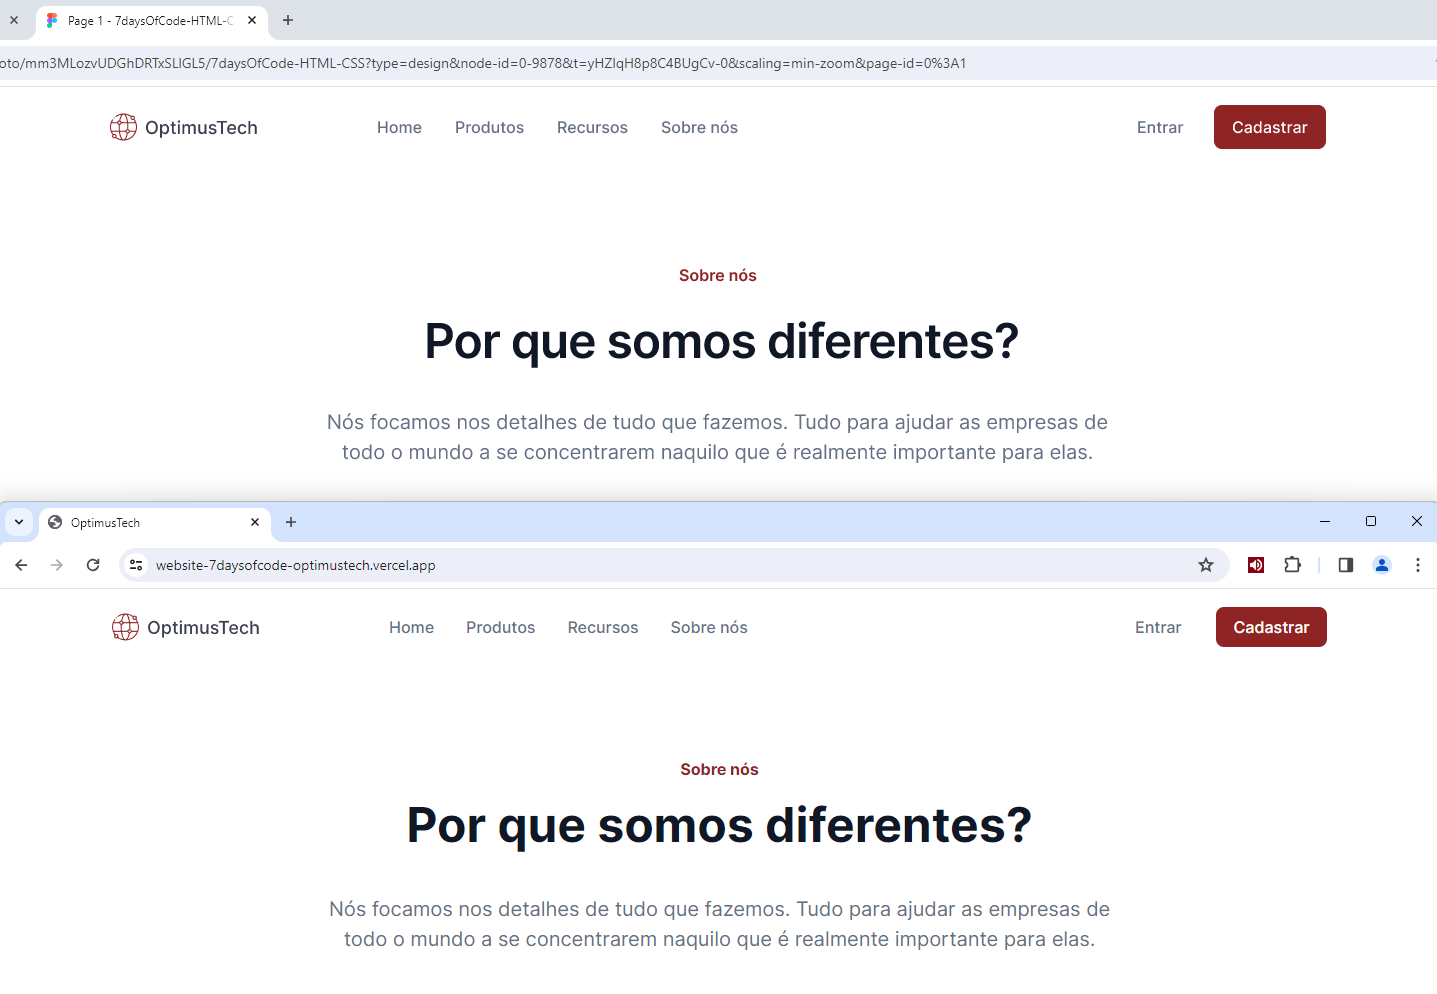 Page 1 - 7daysOfCode-HTML-C
oto/mm3MLozvUDGhDRTxSLlGL5/7daysOfCode-HTML-CSS?type=design&node-id=0-9878&t=yHZlqH8p8C4BUgCv-0&scaling=min-zoom&page-id=0%3A1
OptimusTech Home Produtos Recursos Sobre nós Entrar Cadastrar
Sobre nós
Por que somos diferentes?
Nós focamos nos detalhes de tudo que fazemos. Tudo para ajudar as empresas de
todo o mundo a se concentrarem naquilo que é realmente importante para elas.
OptimusTech
website-7daysofcode-optimustech.vercel.app
OptimusTech Home Produtos Recursos Sobre nós Entrar Cadastrar
Sobre nós
Por que somos diferentes?
Nós focamos nos detalhes de tudo que fazemos. Tudo para ajudar as empresas de
todo o mundo a se concentrarem naquilo que é realmente importante para elas.